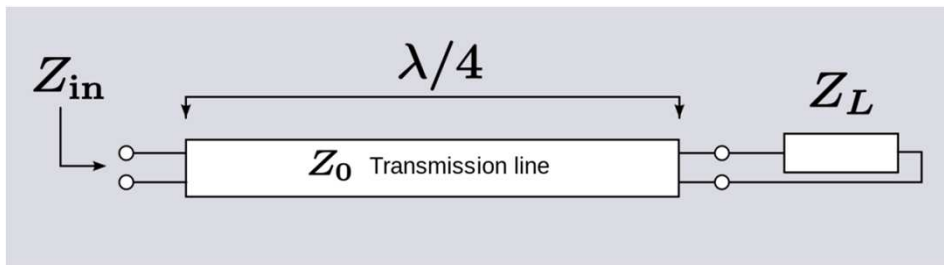 λ/4
Z_in
Z_L
Z_0 Transmission line